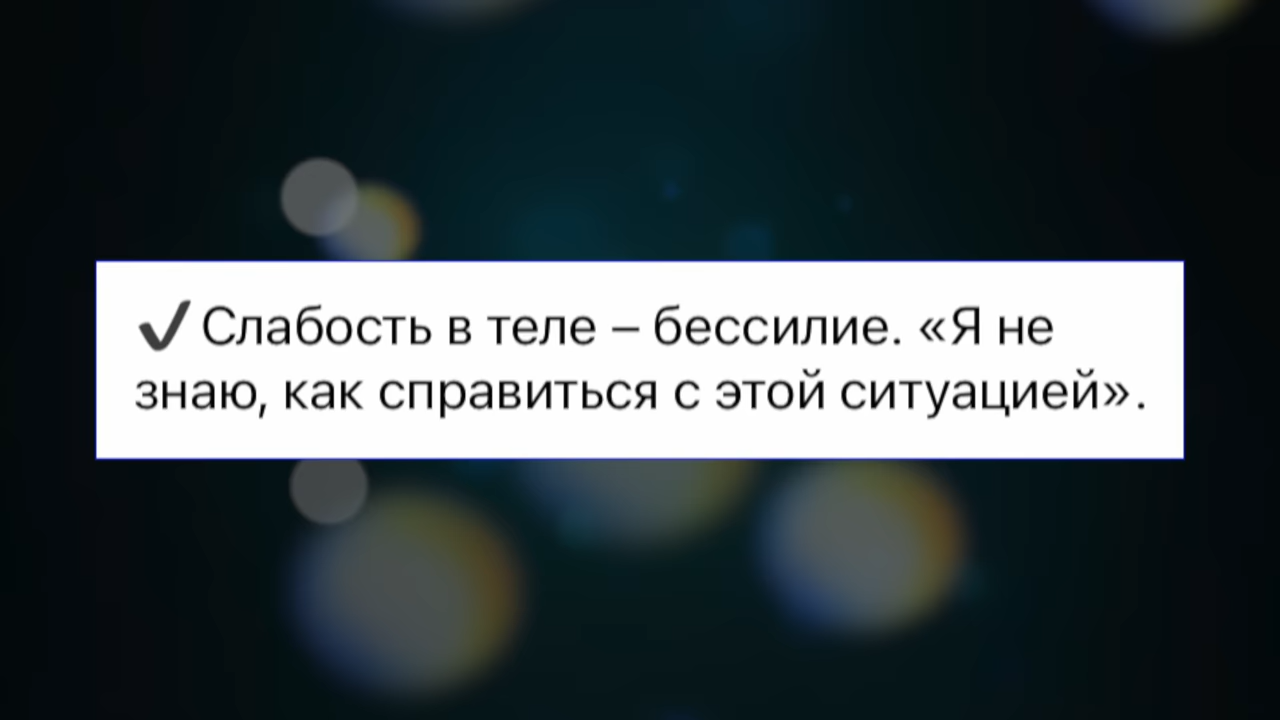 ✔Слабость в теле – бессилие. «Я не
знаю, как справиться с этой ситуацией».